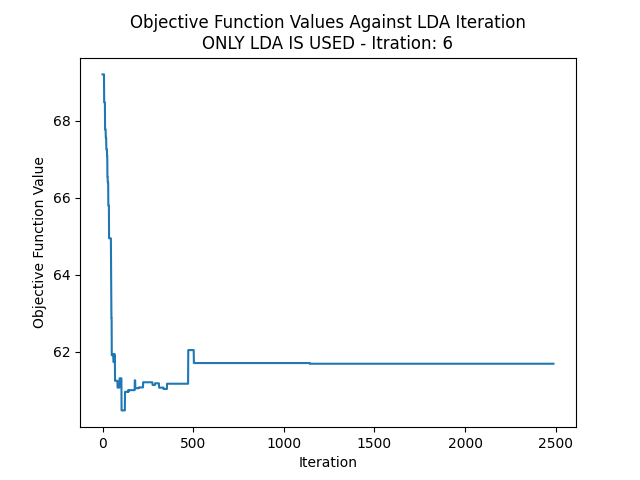 Objective Function Values Against LDA Iteration
ONLY LDA IS USED - Itration: 6
Objective Function Value
68
66
64
62
0
500
1000
1500
2000
2500
Iteration